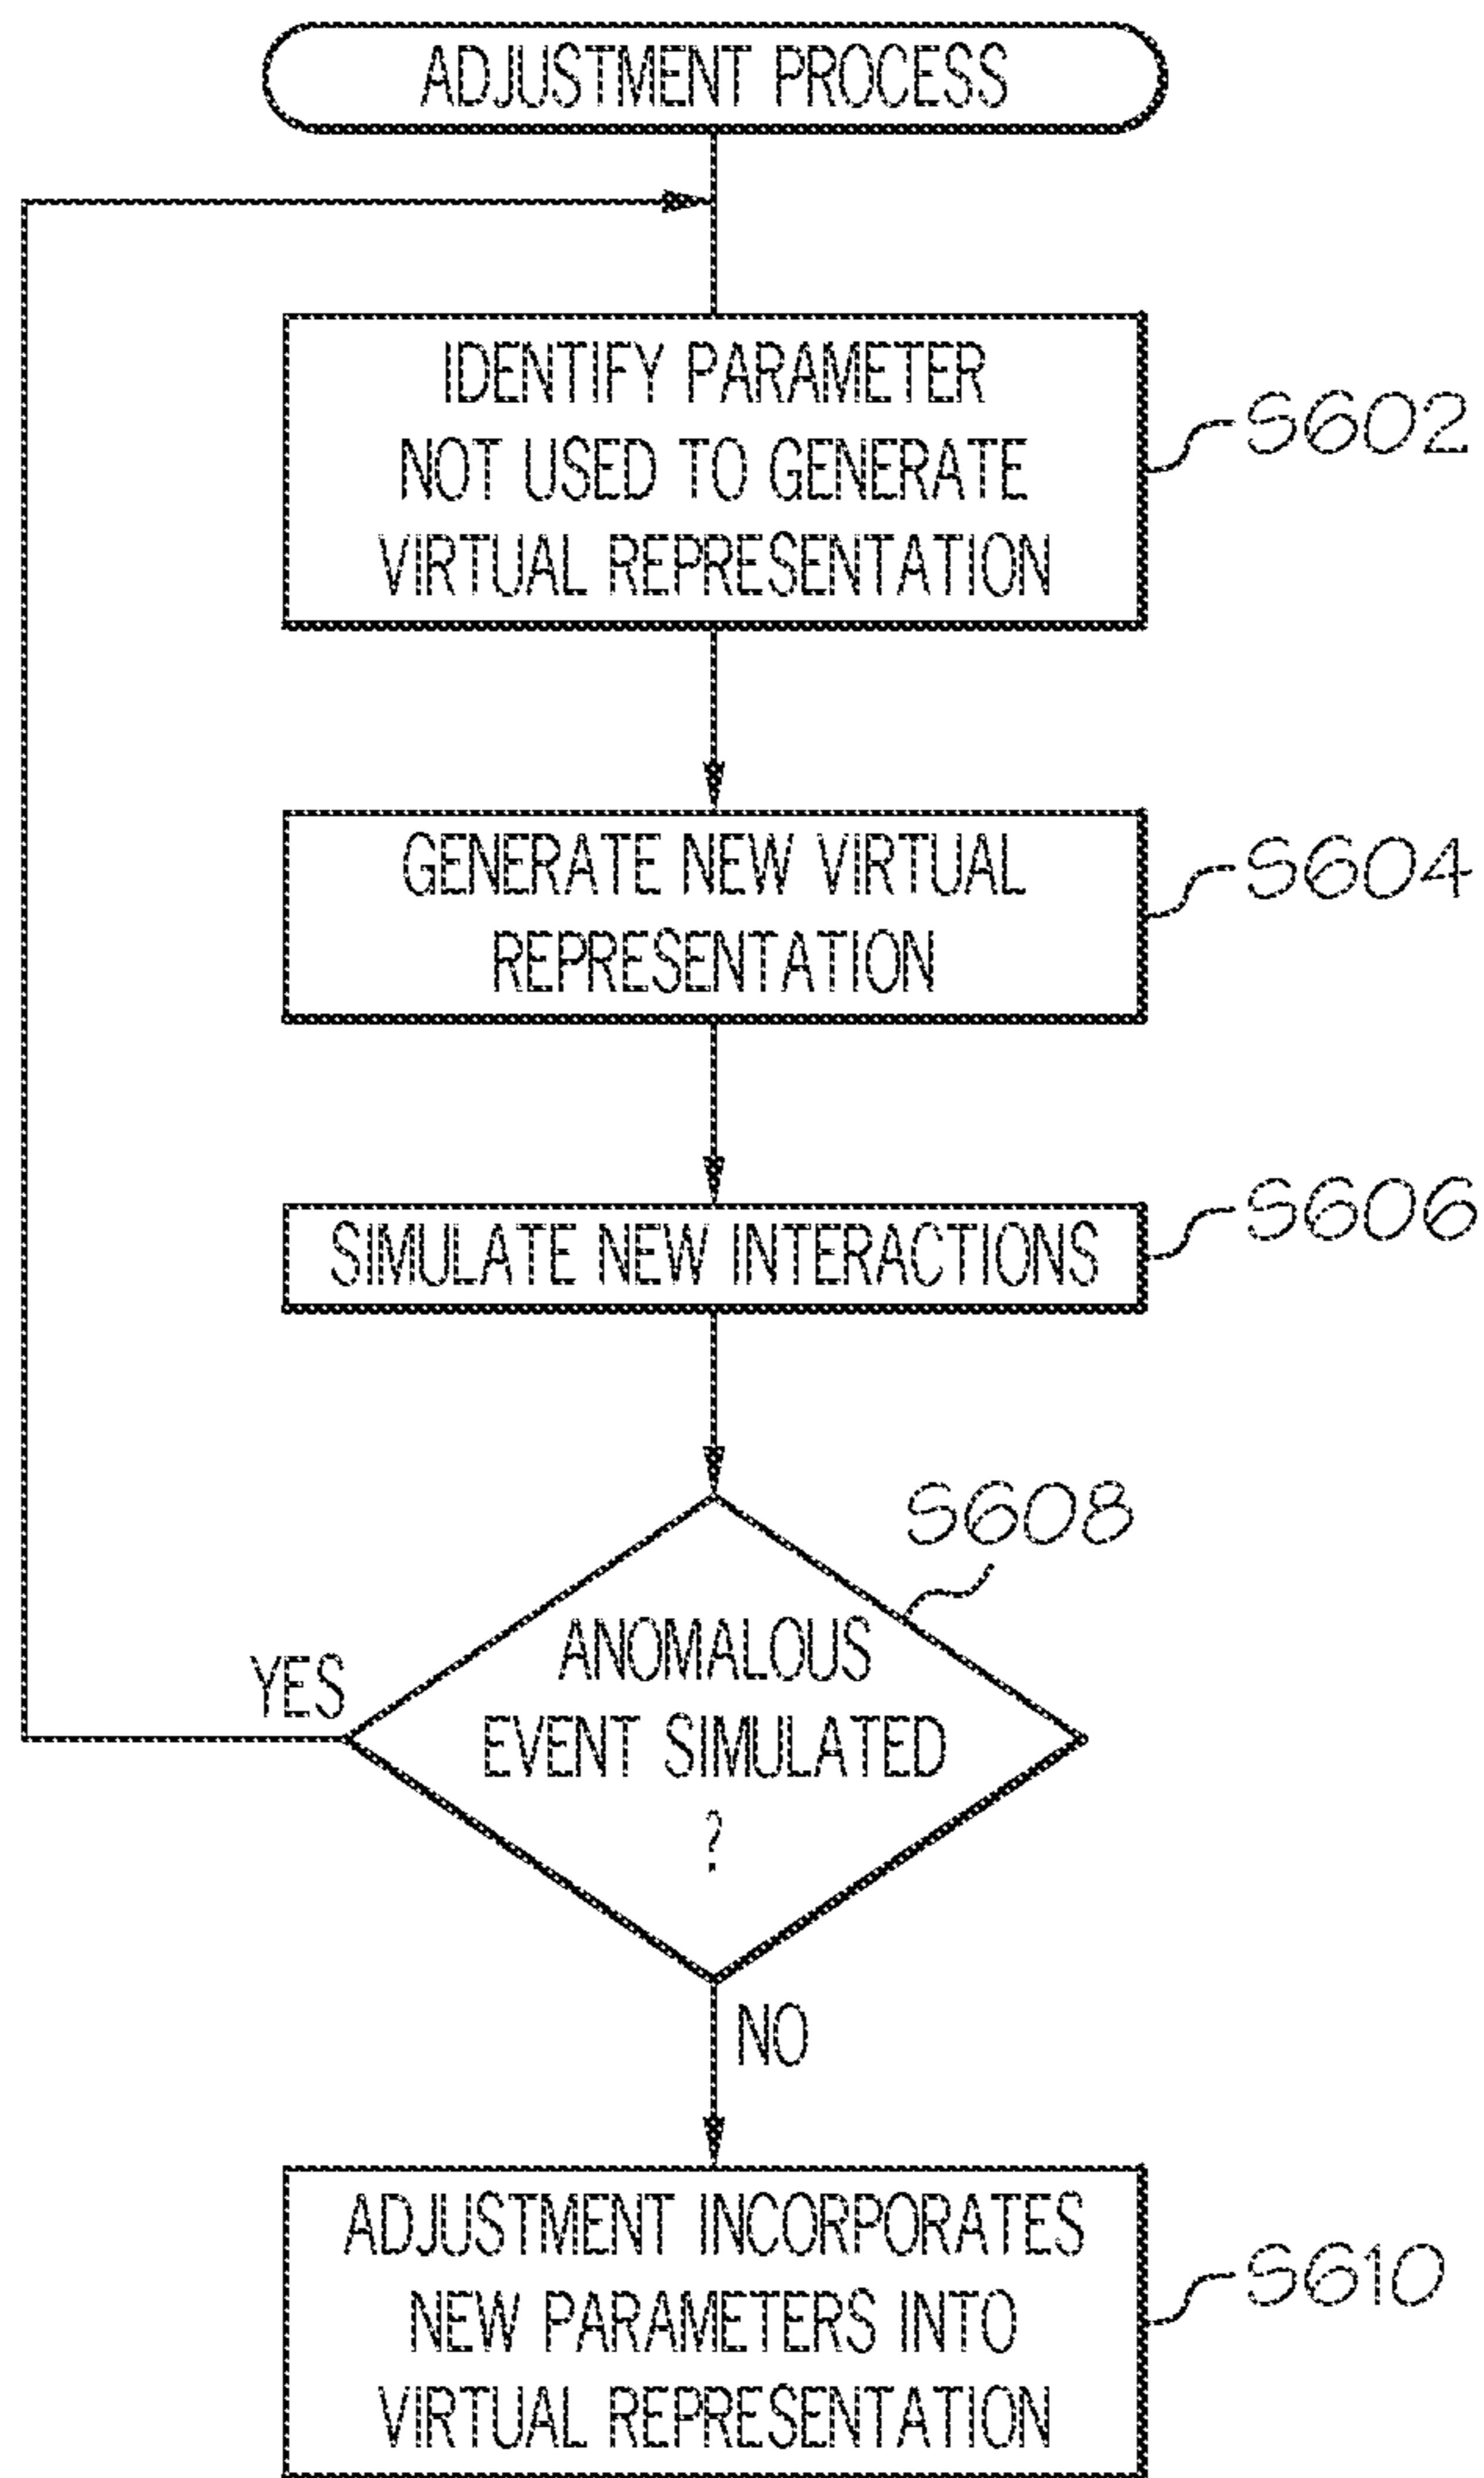 ADJUSTMENT PROCESS
IDENTIFY PARAMETER
NOT USED TO GENERATE
VIRTUAL REPRESENTATION
S602
GENERATE NEW VIRTUAL
REPRESENTATION
S604
SIMULATE NEW INTERACTIONS
S606
S608
ANOMALOUS
EVENT SIMULATED
?
YES
NO
ADJUSTMENT INCORPORATES
NEW PARAMETERS INTO
VIRTUAL REPRESENTATION
S610